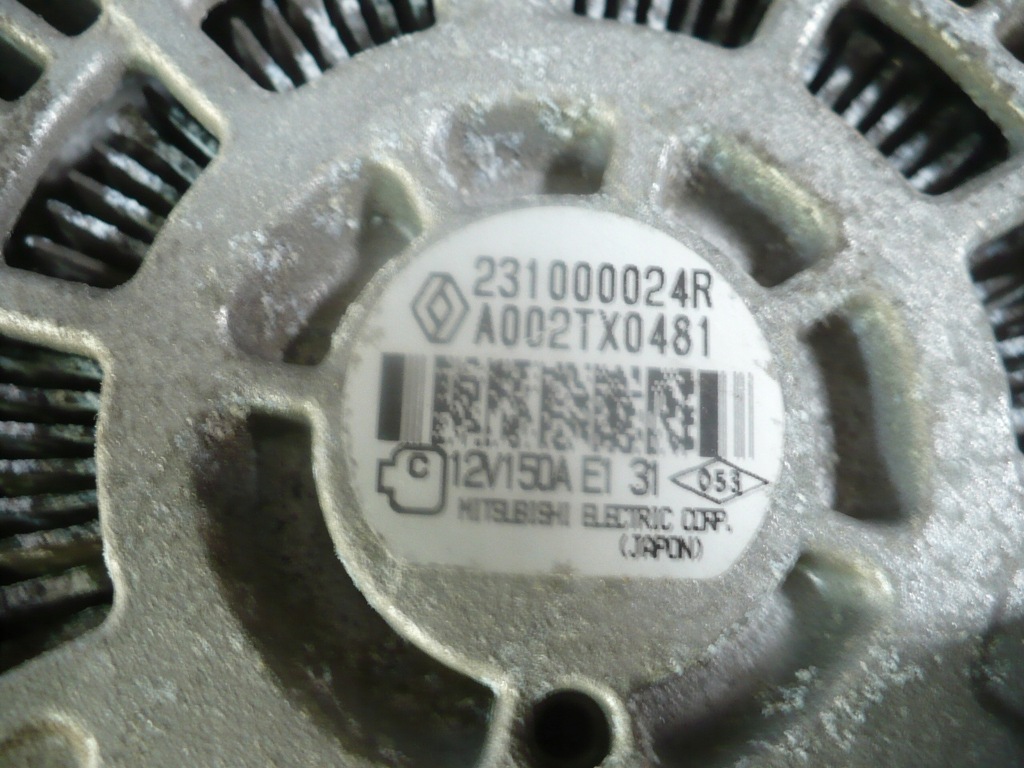 231000024R
A002TX0481
C
12V150A E1 31
053
MITSUBISHI ELECTRIC CORP.
(JAPON)